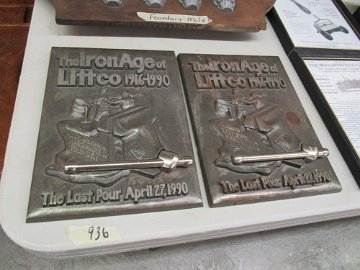 Foundary Mold
The Iron Age of
Littco 1916-1990
The Last Pour April 27, 1990
The Iron Age of
Littco 1916-1990
The Last Pour April 27, 1990
936